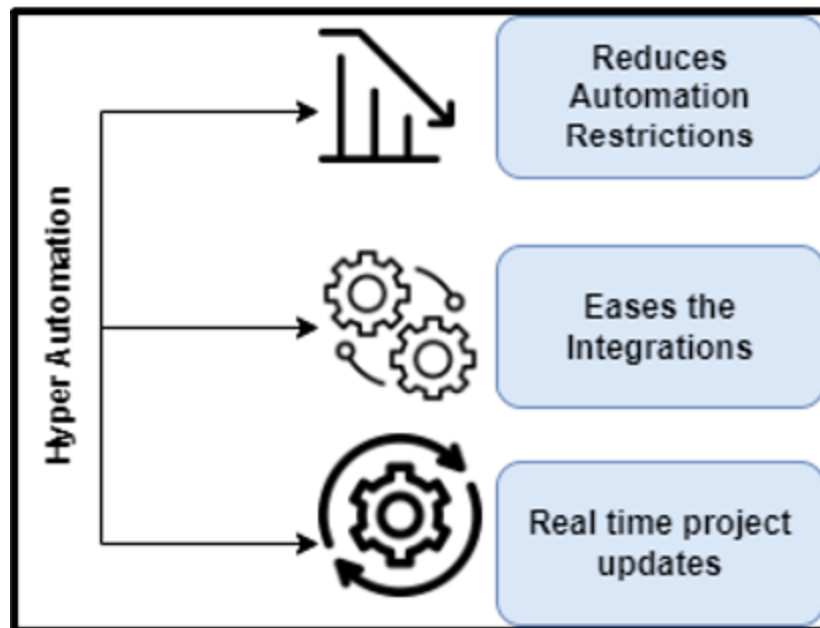 Hyper Automation
Reduces
Automation
Restrictions
Eases the
Integrations
Real time project
updates